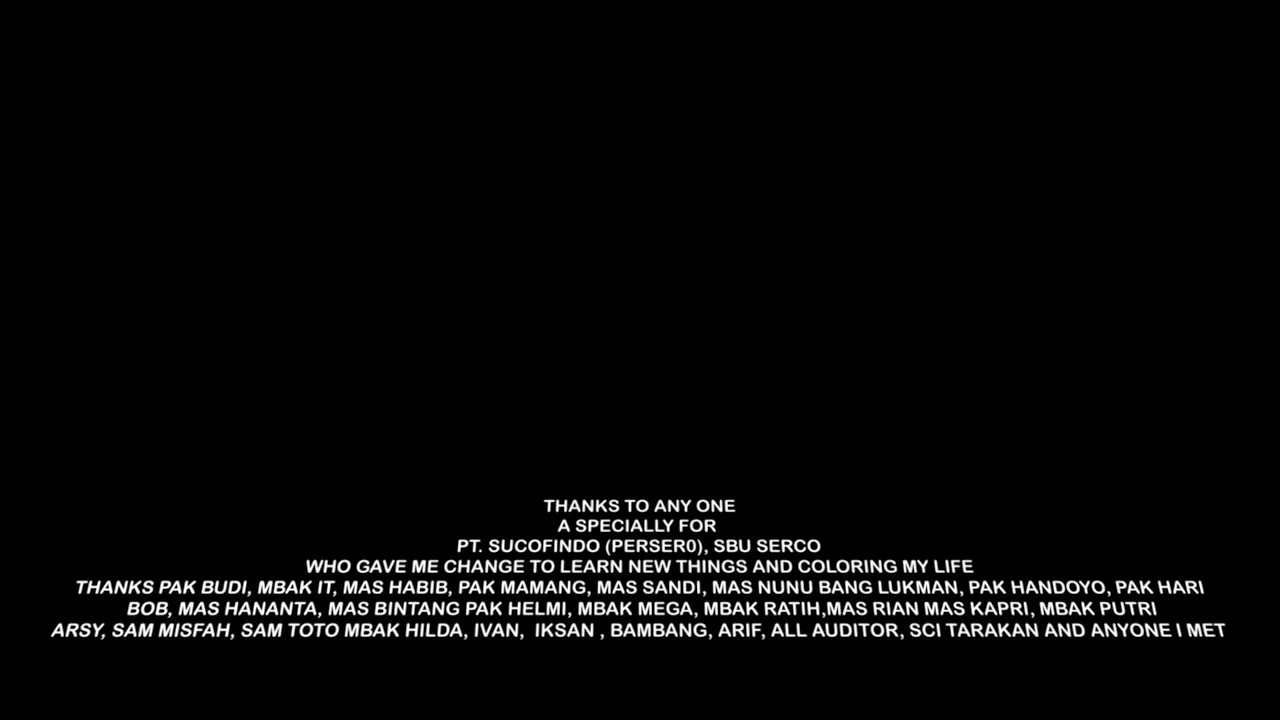 THANKS TO ANY ONE
A SPECIALLY FOR
PT. SUCOFINDO (PERSER0), SBU SERCO
WHO GAVE ME CHANGE TO LEARN NEW THINGS AND COLORING MY LIFE
THANKS PAK BUDI, MBAK IT, MAS HABIB, PAK MAMANG, MAS SANDI, MAS NUNU BANG LUKMAN, PAK HANDOYO, PAK HARI
BOB, MAS HANANTA, MAS BINTANG PAK HELMI, MBAK MEGA, MBAK RATIH,MAS RIAN MAS KAPRI, MBAK PUTRI
ARSY, SAM MISFAH, SAM TOTO MBAK HILDA, IVAN,  IKSAN , BAMBANG, ARIF, ALL AUDITOR, SCI TARAKAN AND ANYONE I MET